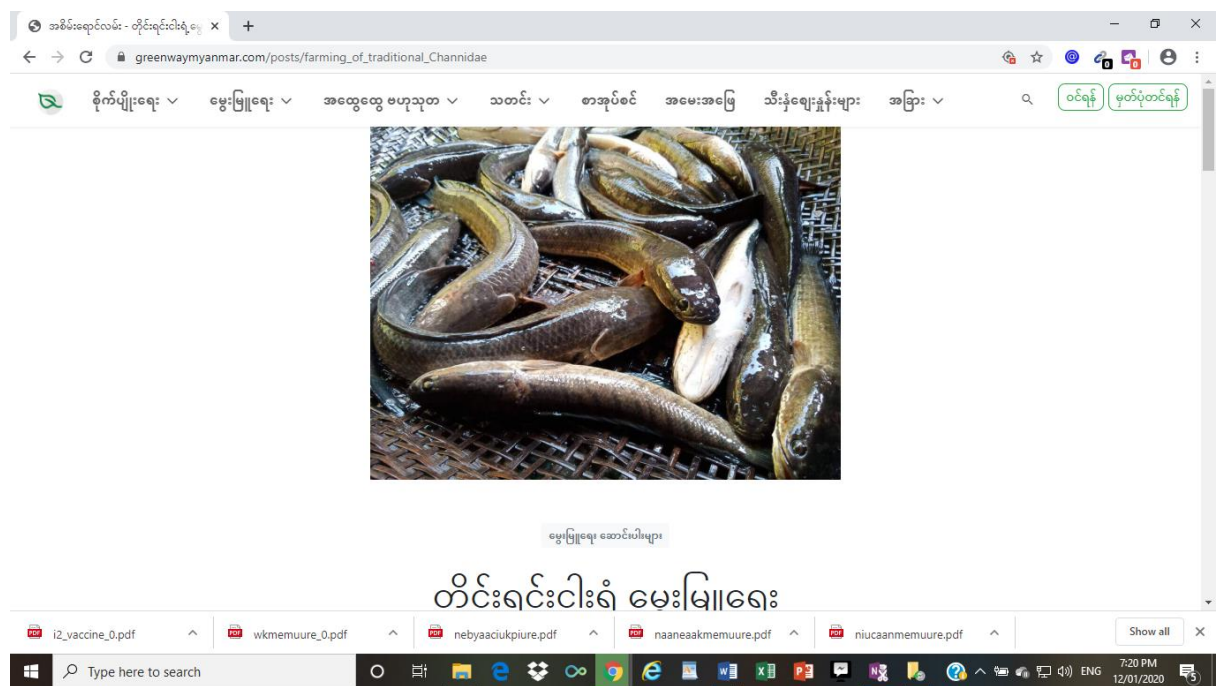 အစိမ်းရောင်လမ်း - တိုင်းရင်းငါးရံ့မွေ
greenwaymyanmar.com/posts/farming_of_traditional_Channidae
စိုက်ပျိုးရေး မွေးမြူရေး အထွေထွေ ဗဟုသုတ သတင်း စာအုပ်စင် အမေးအဖြေ သီးနှံဈေးနှုန်းများ အခြား ဝင်ရန် မှတ်ပုံတင်ရန်
မွေးမြူရေး ဆောင်းပါးများ
တိုင်းရင်းငါးရံ့ မွေးမြူရေး
i2_vaccine_0.pdf wkmemuure_0.pdf nebyaaciukpiure.pdf naaneaakmemuure.pdf niucaanmemuure.pdf Show all
Type here to search ENG 7:20 PM
12/01/2020